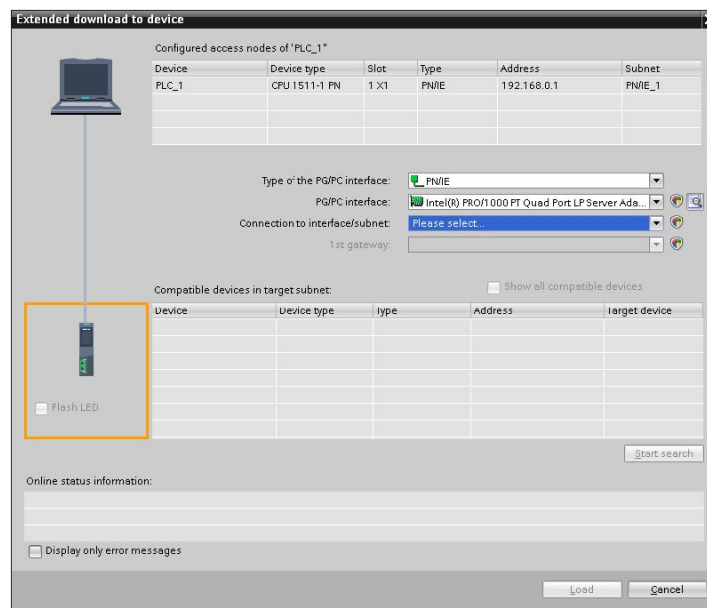 Extended download to device
Configured access nodes of "PLC_1"
Device Device type Slot Type Address Subnet
PLC_1 CPU 1511-1 PN 1 X1 PN/IE 192.168.0.1 PN/IE_1
Type of the PG/PC interface: PN/IE
PG/PC interface: Intel(R) PRO/1000 PT Quad Port LP Server Ada...
Connection to interface/subnet: Please select...
1st gateway:
Compatible devices in target subnet: Show all compatible devices
Device Device type Type Address Target device
Flash LED
Start search
Online status information:
Display only error messages
Load Cancel